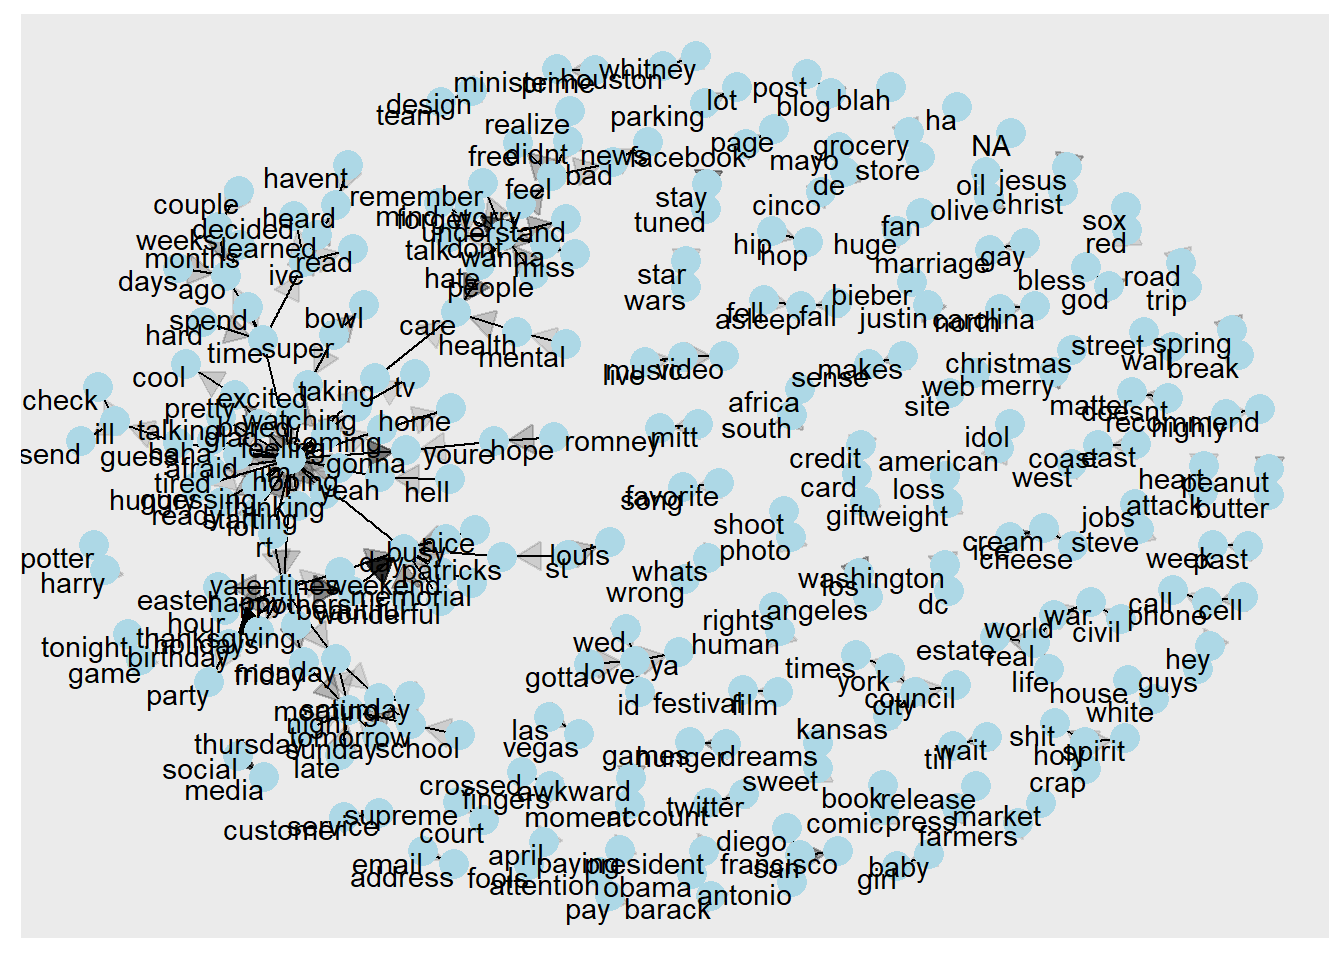 whitney
minister
prime
houston
design
team
lot
post
blog
blah
parking
realize
ha
page
grocery
NA
free
didnt
news
facebook
mayo
store
bad
havent
remember
feel
stay
de
oil
jesus
couple
mind
forget
worry
cinco
olive
christ
decided
heard
understand
tuned
fan
sox
weeks
learned
talk
dont
wanna
hip
hop
huge
red
months
ive
read
miss
star
marriage
gay
days
ago
hate
people
wars
bieber
bless
road
god
trip
hard
spend
bowl
care
fell
asleep
fall
justin
north
carolina
time
super
health
mental
street
spring
wall
break
cool
taking
tv
live
music
video
sense
makes
christmas
check
pretty
excited
africa
web
merry
site
matter
doesnt
talking
watching
home
south
recommend
highly
ill
glad
feeling
coming
romney
mitt
idol
send
guess
haha
youre
hope
credit
american
coast
east
afraid
im
gonna
card
loss
west
heart
peanut
tired
hoping
yeah
hell
favorite
song
gift
weight
attack
butter
hungry
guessing
thinking
ready
starting
lol
shoot
jobs
photo
cream
ice
cheese
steve
rt
nice
busy
day
louis
st
week
past
potter
patricks
whats
washington
harry
valentines
weekend
wrong
los
easter
happy
mothers
memorial
angeles
dc
call
cell
hour
beautiful
wonderful
rights
war
phone
thanksgiving
holidays
wed
human
world
civil
tonight
birthday
love
ya
estate
real
hey
game
gotta
times
friday
monday
york
life
guys
party
id
festival
film
council
house
saturday
city
white
morning
night
las
kansas
thursday
tomorrow
sunday
school
vegas
games
hunger
dreams
wait
shit
spirit
social
late
till
holy
media
sweet
crap
crossed
awkward
fingers
book
release
customer
service
supreme
moment
account
twitter
comic
press
market
court
farmers
april
diego
email
paying
president
francisco
baby
address
fools
attention
obama
san
girl
pay
barack
antonio